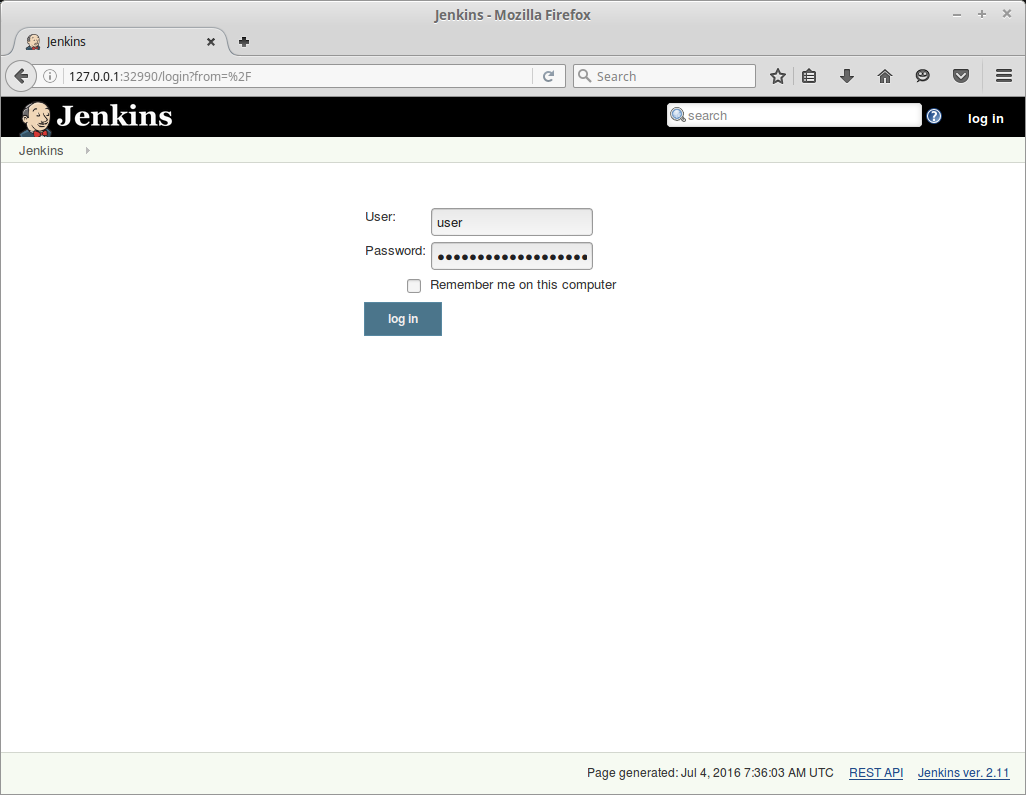 Jenkins - Mozilla Firefox
Jenkins
127.0.0.1:32990/login?from=%2F
Search
Jenkins
search
log in
Jenkins
User:
user
Password:
Remember me on this computer
log in
Page generated: Jul 4, 2016 7:36:03 AM UTC REST API Jenkins ver. 2.11